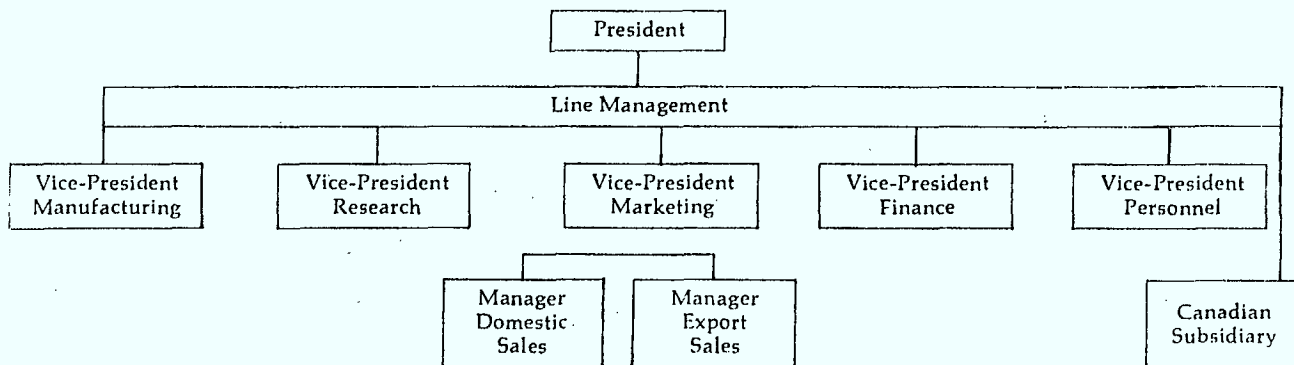 President
Line Management
Vice-President
Manufacturing
Vice-President
Research
Vice-President
Marketing
Vice-President
Finance
Vice-President
Personnel
Manager
Domestic
Sales
Manager
Export
Sales
Canadian
Subsidiary